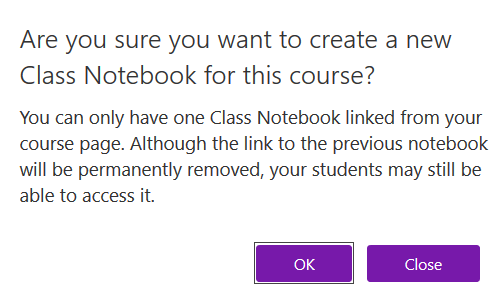 Are you sure you want to create a new
Class Notebook for this course?
You can only have one Class Notebook linked from your
course page. Although the link to the previous notebook
will be permanently removed, your students may still be
able to access it.
OK
Close